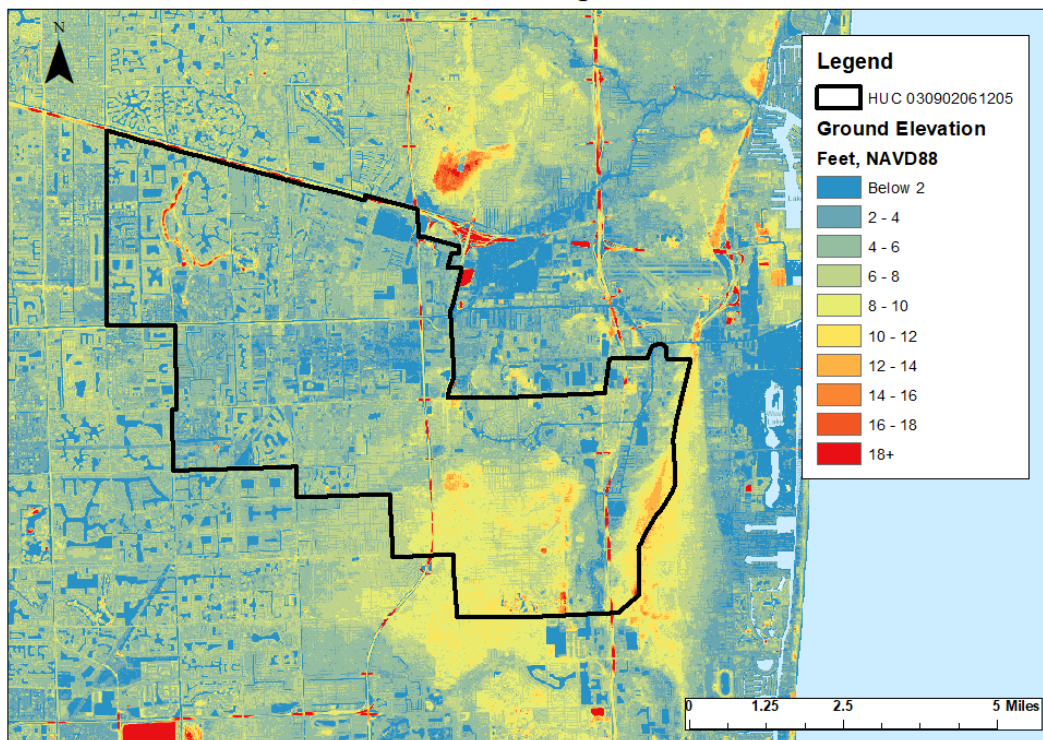 N
Legend
HUC 030902061205
Ground Elevation
Feet, NAVD88
Below 2
2 - 4
4 - 6
6 - 8
8 - 10
10 - 12
12 - 14
14 - 16
16 - 18
18+
0 1.25 2.5 5 Miles